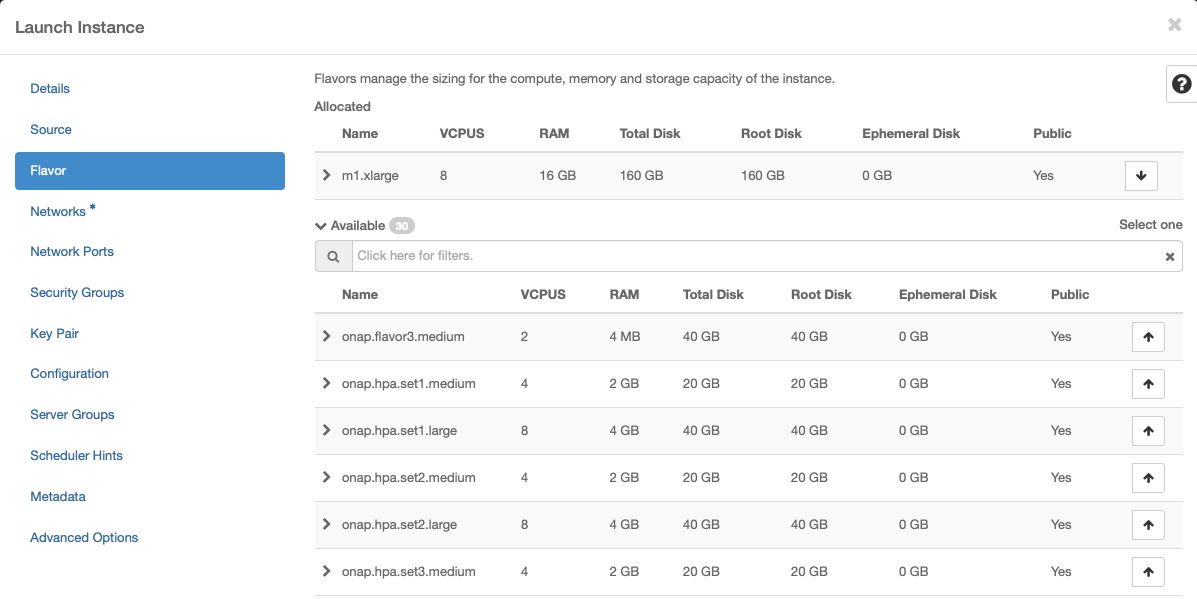 Launch Instance
Details
Source
Flavor
Networks *
Network Ports
Security Groups
Key Pair
Configuration
Server Groups
Scheduler Hints
Metadata
Advanced Options
Flavors manage the sizing for the compute, memory and storage capacity of the instance.
Allocated
Name VCPUS RAM Total Disk Root Disk Ephemeral Disk Public
m1.xlarge 8 16 GB 160 GB 160 GB 0 GB Yes
Available 30 Select one
Click here for filters.
Name VCPUS RAM Total Disk Root Disk Ephemeral Disk Public
onap.flavor3.medium 2 4 MB 40 GB 40 GB 0 GB Yes
onap.hpa.set1.medium 4 2 GB 20 GB 20 GB 0 GB Yes
onap.hpa.set1.large 8 4 GB 40 GB 40 GB 0 GB Yes
onap.hpa.set2.medium 4 2 GB 20 GB 20 GB 0 GB Yes
onap.hpa.set2.large 8 4 GB 40 GB 40 GB 0 GB Yes
onap.hpa.set3.medium 4 2 GB 20 GB 20 GB 0 GB Yes